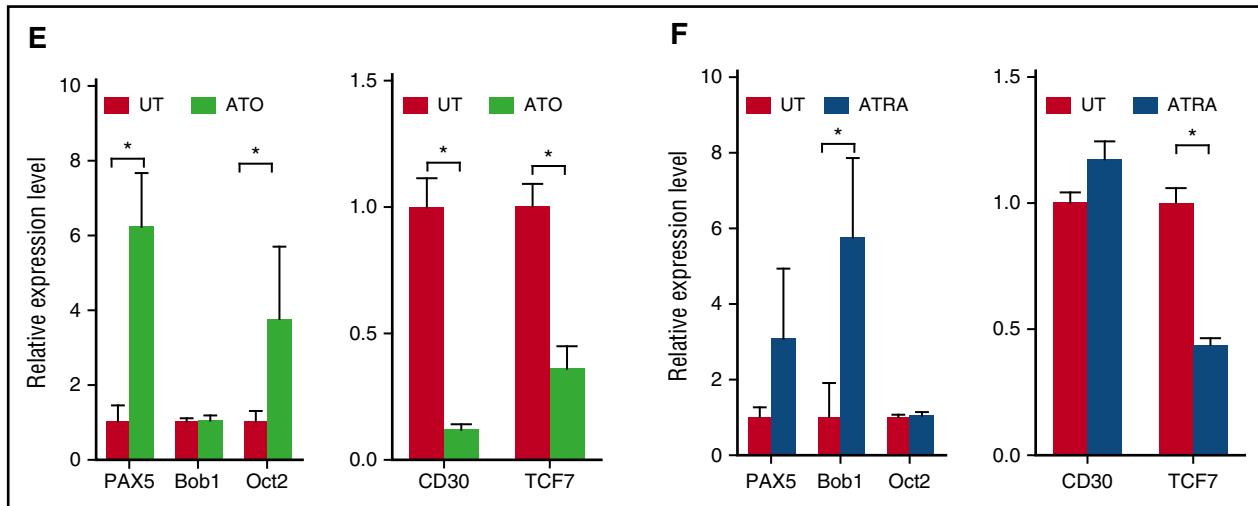 E
F
UT ATO
UT ATO
UT ATRA
UT ATRA
Relative expression level
10
8
6
4
2
0
* *
PAX5 Bob1 Oct2
1.5
1.0
0.5
0.0
* *
CD30 TCF7
Relative expression level
10
8
6
4
2
0
*
PAX5 Bob1 Oct2
1.5
1.0
0.5
0.0
*
CD30 TCF7